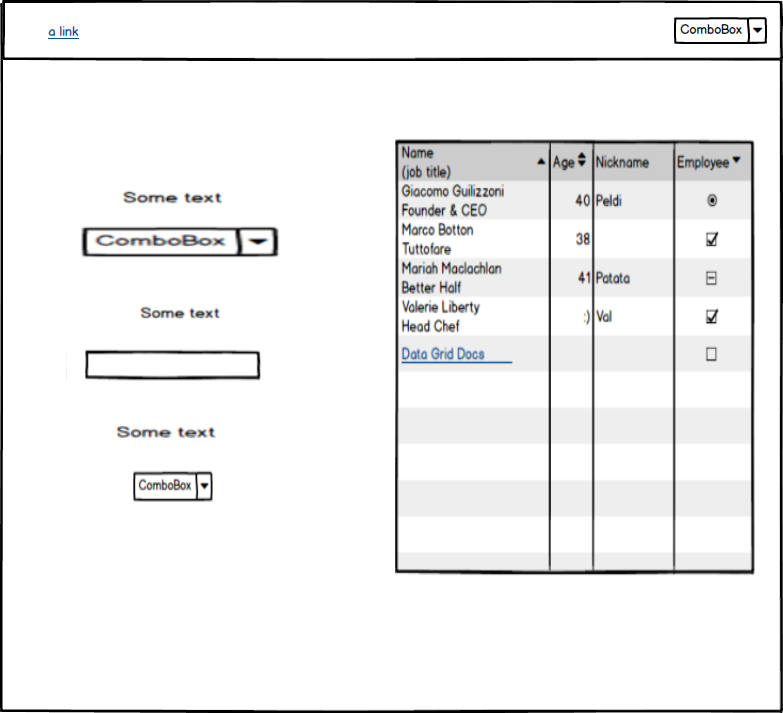 a link
ComboBox
Some text
ComboBox
Some text
Some text
ComboBox
Name
(job title)
Age
Nickname
Employee
Giacomo Guilizzoni
Founder & CEO
40
Peldi
Marco Botton
Tuttofare
38
Mariah Maclachlan
Better Half
41
Patata
Valerie Liberty
Head Chef
:)
Val
Data Grid Docs